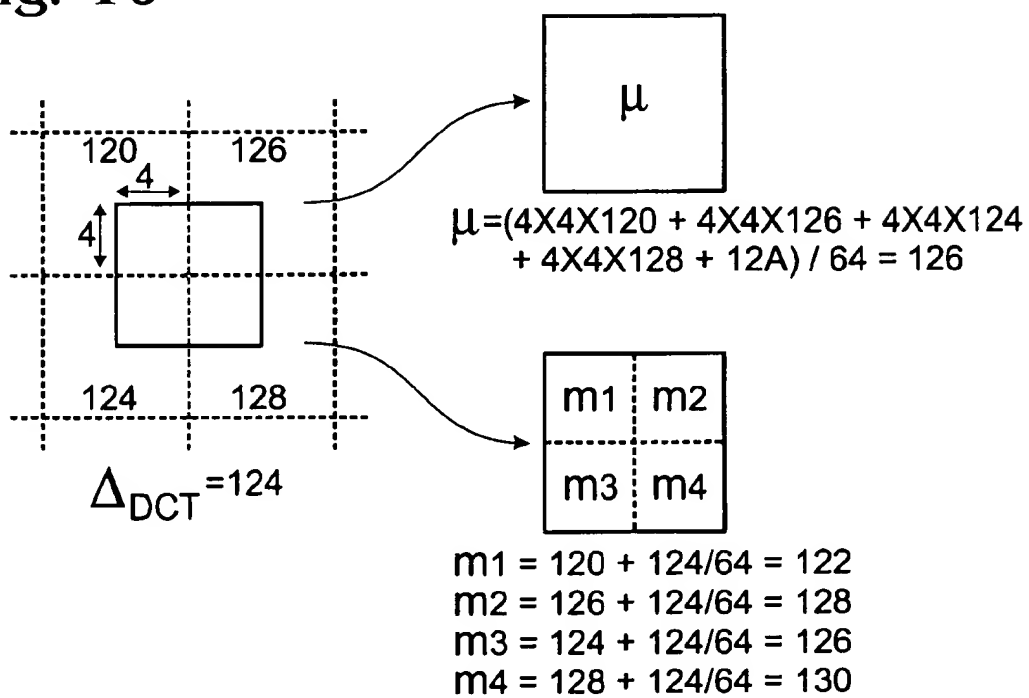 120 126
4
4
124 128
ΔDCT=124
μ
μ=(4X4X120 + 4X4X126 + 4X4X124
+ 4X4X128 + 12A) / 64 = 126
m1 m2
m3 m4
m1 = 120 + 124/64 = 122
m2 = 126 + 124/64 = 128
m3 = 124 + 124/64 = 126
m4 = 128 + 124/64 = 130